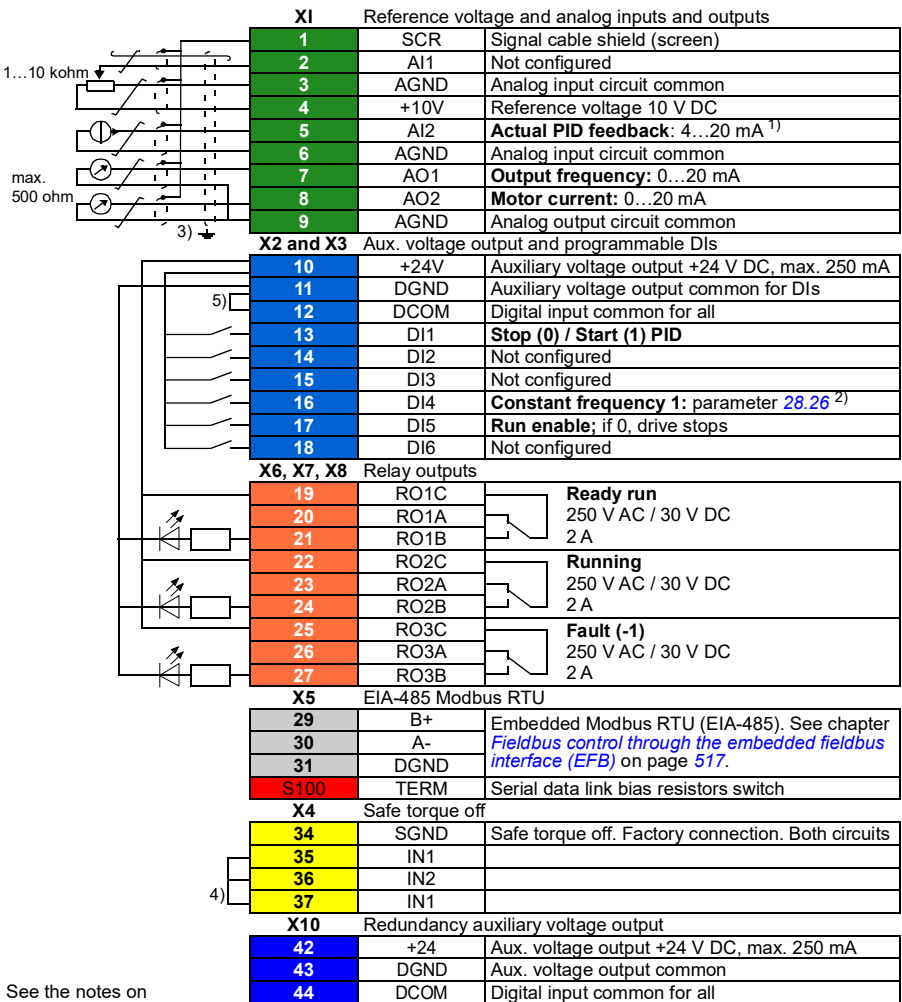 XI Reference voltage and analog inputs and outputs
1 SCR Signal cable shield (screen)
1…10 kohm
2 AI1 Not configured
3 AGND Analog input circuit common
4 +10V Reference voltage 10 V DC
5 AI2 Actual PID feedback: 4…20 mA 1)
6 AGND Analog input circuit common
max.
500 ohm
7 AO1 Output frequency: 0…20 mA
8 AO2 Motor current: 0…20 mA
9 AGND Analog output circuit common
3)
X2 and X3 Aux. voltage output and programmable DIs
10 +24V Auxiliary voltage output +24 V DC, max. 250 mA
11 DGND Auxiliary voltage output common for DIs
5)
12 DCOM Digital input common for all
13 DI1 Stop (0) / Start (1) PID
14 DI2 Not configured
15 DI3 Not configured
16 DI4 Constant frequency 1: parameter 28.26 2)
17 DI5 Run enable; if 0, drive stops
18 DI6 Not configured
X6, X7, X8 Relay outputs
19 RO1C Ready run
20 RO1A 250 V AC / 30 V DC
21 RO1B 2 A
22 RO2C Running
23 RO2A 250 V AC / 30 V DC
24 RO2B 2 A
25 RO3C Fault (-1)
26 RO3A 250 V AC / 30 V DC
27 RO3B 2 A
X5 EIA-485 Modbus RTU
29 B+ Embedded Modbus RTU (EIA-485). See chapter
30 A- Fieldbus control through the embedded fieldbus
31 DGND interface (EFB) on page 517.
S100 TERM Serial data link bias resistors switch
X4 Safe torque off
34 SGND Safe torque off. Factory connection. Both circuits
35 IN1
36 IN2
4)
37 IN1
X10 Redundancy auxiliary voltage output
42 +24 Aux. voltage output +24 V DC, max. 250 mA
43 DGND Aux. voltage output common
44 DCOM Digital input common for all
See the notes on